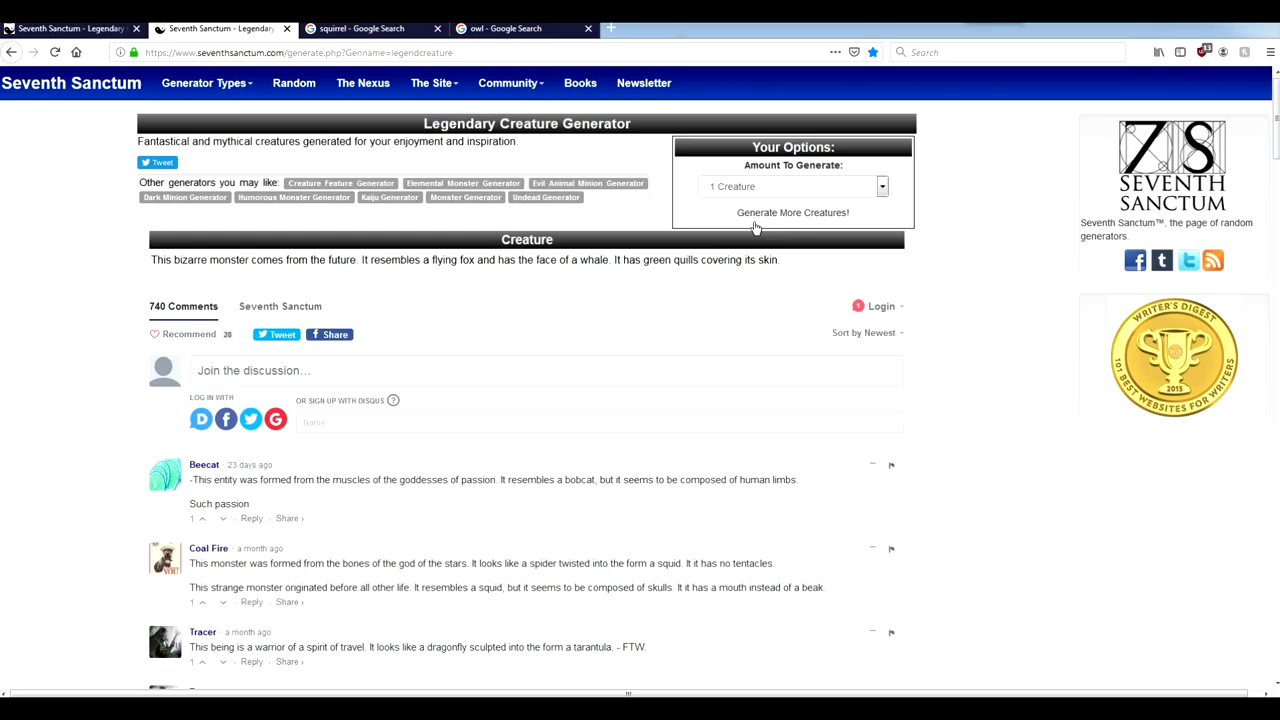 Seventh Sanctum - Legendary
Seventh Sanctum - Legendary
squirrel - Google Search
owl - Google Search
https://www.seventhsanctum.com/generate.php?Genname=legendcreature
Search
13
Seventh Sanctum
Generator Types
Random
The Nexus
The Site
Community
Books
Newsletter
Legendary Creature Generator
Fantastical and mythical creatures generated for your enjoyment and inspiration.
Tweet
Other generators you may like: Creature Feature Generator Elemental Monster Generator Evil Animal Minion Generator
Dark Minion Generator Humorous Monster Generator Kaiju Generator Monster Generator Undead Generator
Your Options:
Amount To Generate:
1 Creature
Generate More Creatures!
Creature
This bizarre monster comes from the future. It resembles a flying fox and has the face of a whale. It has green quills covering its skin.
740 Comments
Seventh Sanctum
1 Login
Recommend 28
Tweet
Share
Sort by Newest
Join the discussion…
LOG IN WITH
OR SIGN UP WITH DISQUS ?
Name
Beecat · 23 days ago
-This entity was formed from the muscles of the goddesses of passion. It resembles a bobcat, but it seems to be composed of human limbs.
Such passion
1 · Reply · Share ›
Coal Fire · a month ago
This monster was formed from the bones of the god of the stars. It looks like a spider twisted into the form a squid. It it has no tentacles.
This strange monster originated before all other life. It resembles a squid, but it seems to be composed of skulls. It it has a mouth instead of a beak.
1 · Reply · Share ›
Tracer · a month ago
This being is a warrior of a spirit of travel. It looks like a dragonfly sculpted into the form a tarantula. - FTW.
1 · Reply · Share ›
7S
SEVENTH
SANCTUM
Seventh Sanctum™, the page of random
generators.
WRITER'S DIGEST
2015
101 BEST WEBSITES FOR WRITERS